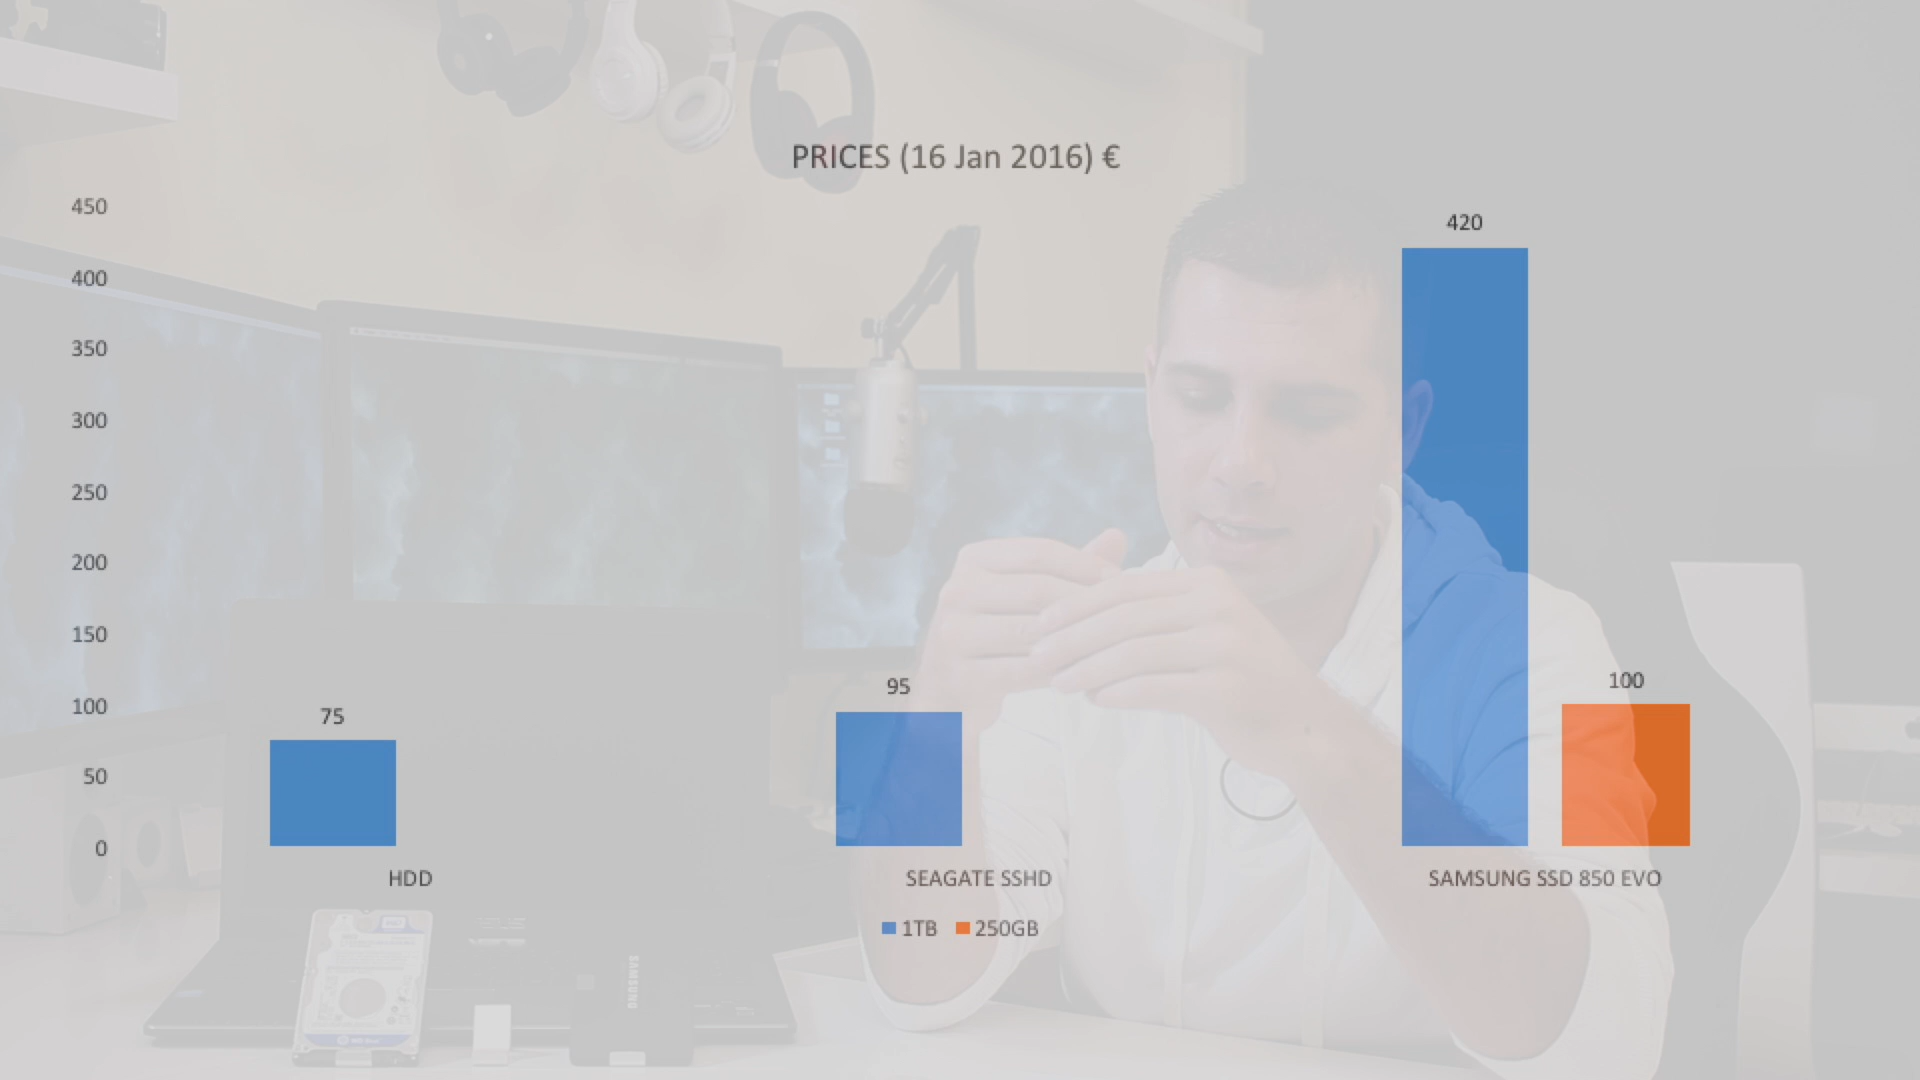 PRICES (16 Jan 2016) €
450
400
350
300
250
200
150
100
50
0
75
95
420
100
HDD
SEAGATE SSHD
SAMSUNG SSD 850 EVO
1TB
250GB
SAMSUNG